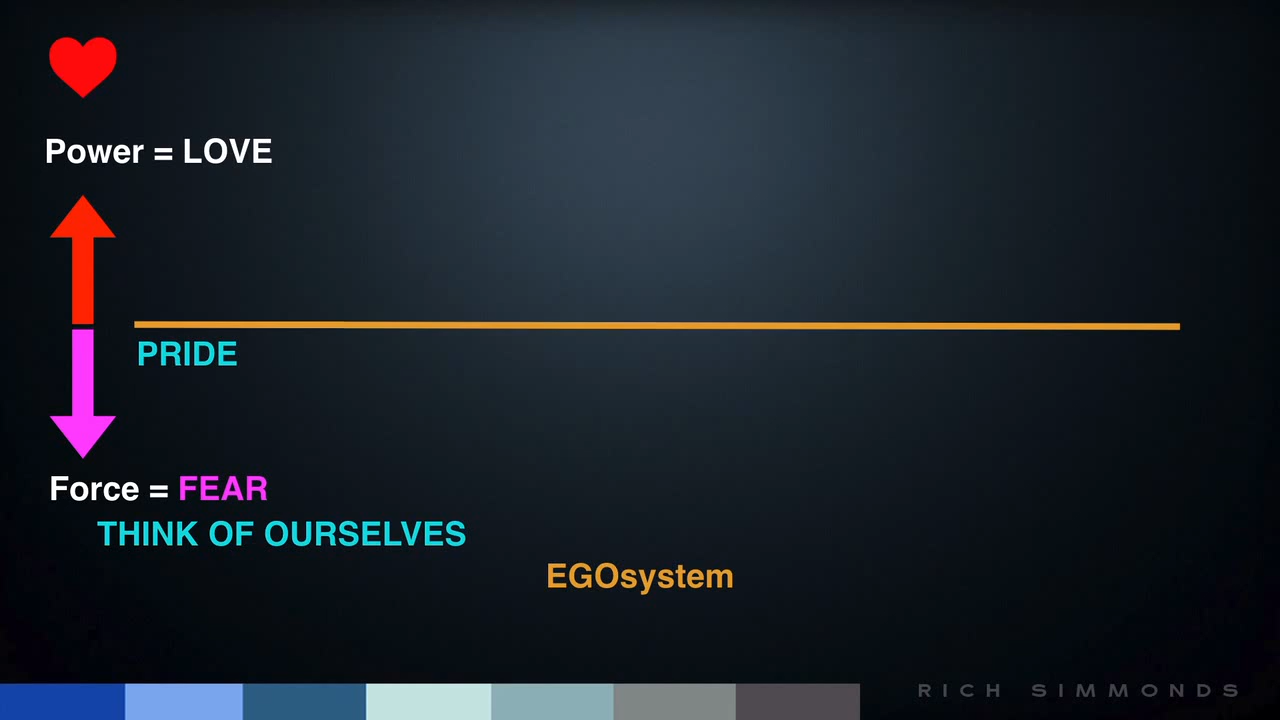 Power = LOVE
PRIDE
Force = FEAR
THINK OF OURSELVES
EGOsystem
RICH SIMMONDS